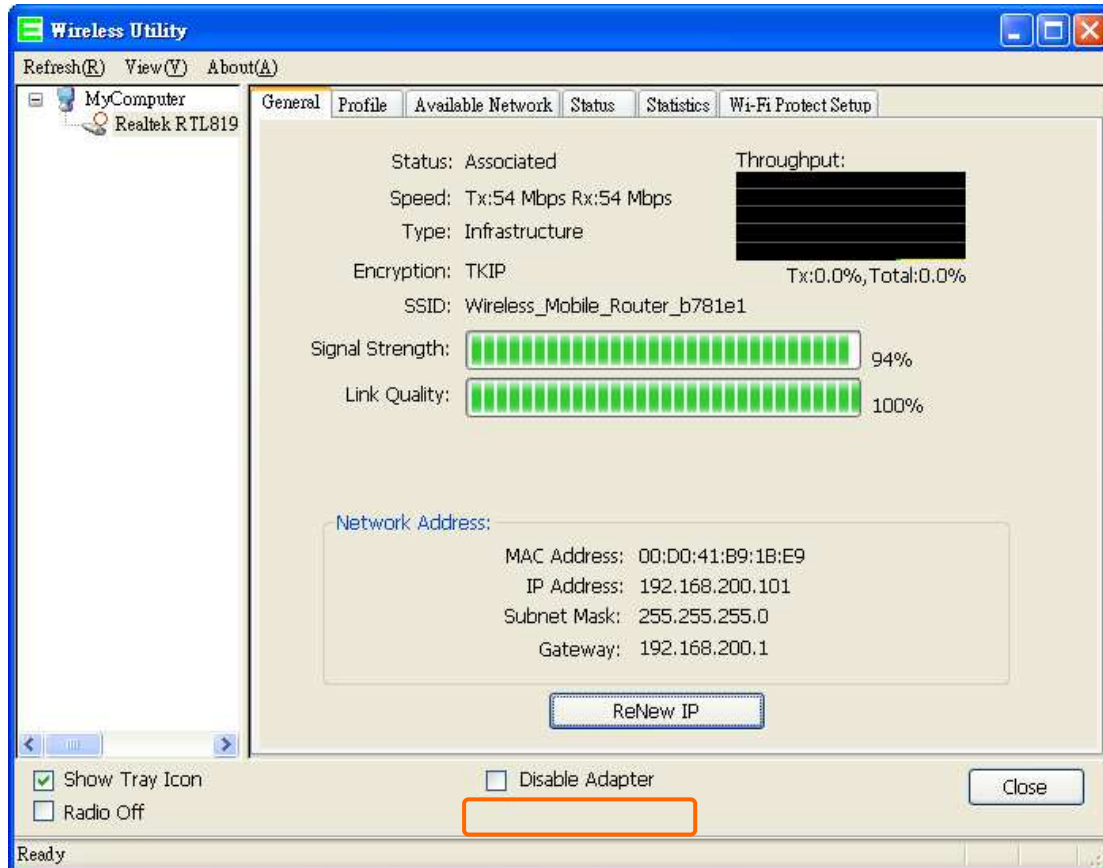 Wireless Utility
Refresh(R) View(V) About(A)
MyComputer
Realtek RTL819
General Profile Available Network Status Statistics Wi-Fi Protect Setup
Status: Associated
Speed: Tx:54 Mbps Rx:54 Mbps
Type: Infrastructure
Encryption: TKIP
SSID: Wireless_Mobile_Router_b781e1
Throughput:
Tx:0.0%,Total:0.0%
Signal Strength: 94%
Link Quality: 100%
Network Address:
MAC Address: 00:D0:41:B9:1B:E9
IP Address: 192.168.200.101
Subnet Mask: 255.255.255.0
Gateway: 192.168.200.1
ReNew IP
Show Tray Icon
Radio Off
Disable Adapter
Close
Ready